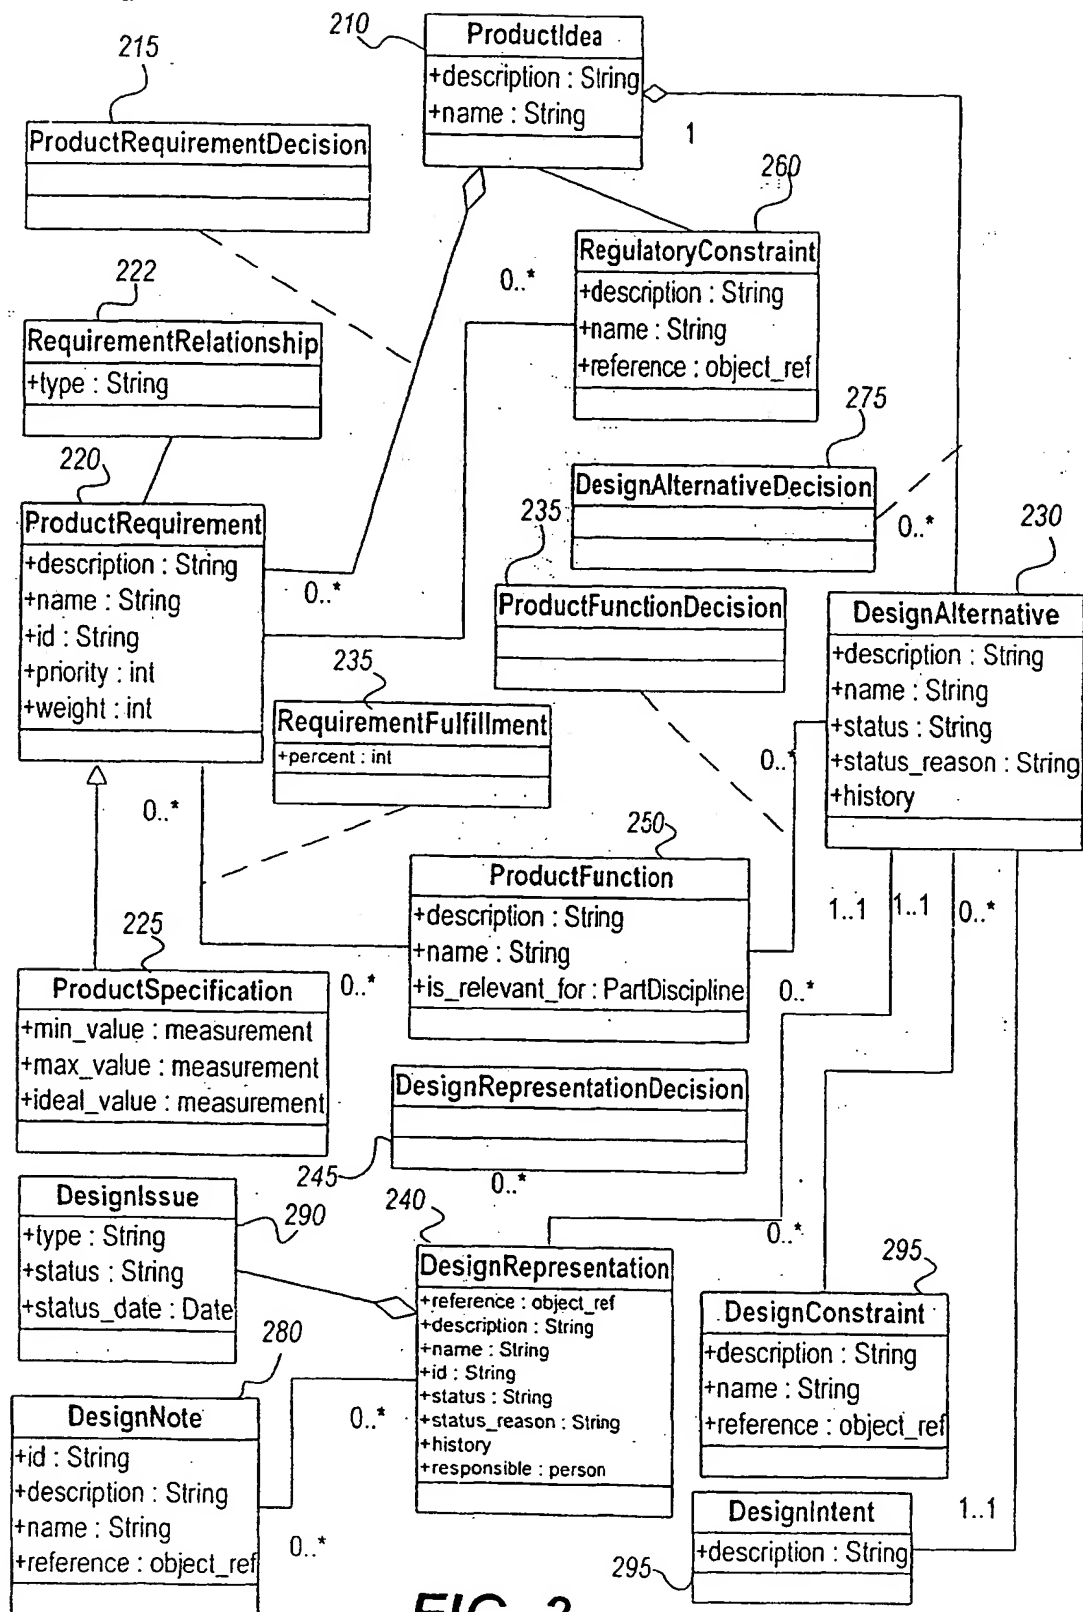 210
ProductIdea
+description : String
+name : String
1
215
ProductRequirementDecision
260
RegulatoryConstraint
+description : String
+name : String
+reference : object_ref
0..*
222
RequirementRelationship
+type : String
275
DesignAlternativeDecision
0..*
220
ProductRequirement
+description : String
+name : String
+id : String
+priority : int
+weight : int
0..*
235
ProductFunctionDecision
230
DesignAlternative
+description : String
+name : String
+status : String
+status_reason : String
+history
235
RequirementFulfillment
+percent : int
0..*
0..*
250
ProductFunction
+description : String
+name : String
+is_relevant_for : PartDiscipline
1..1
1..1
0..*
225
ProductSpecification
+min_value : measurement
+max_value : measurement
+ideal_value : measurement
0..*
0..*
DesignRepresentationDecision
245
0..*
DesignIssue
290
+type : String
+status : String
+status_date : Date
240
DesignRepresentation
+reference : object_ref
+description : String
+name : String
+id : String
+status : String
+status_reason : String
+history
+responsible : person
0..*
295
DesignConstraint
+description : String
+name : String
+reference : object_ref
280
DesignNote
+id : String
+description : String
+name : String
+reference : object_ref
0..*
0..*
DesignIntent
+description : String
295
1..1